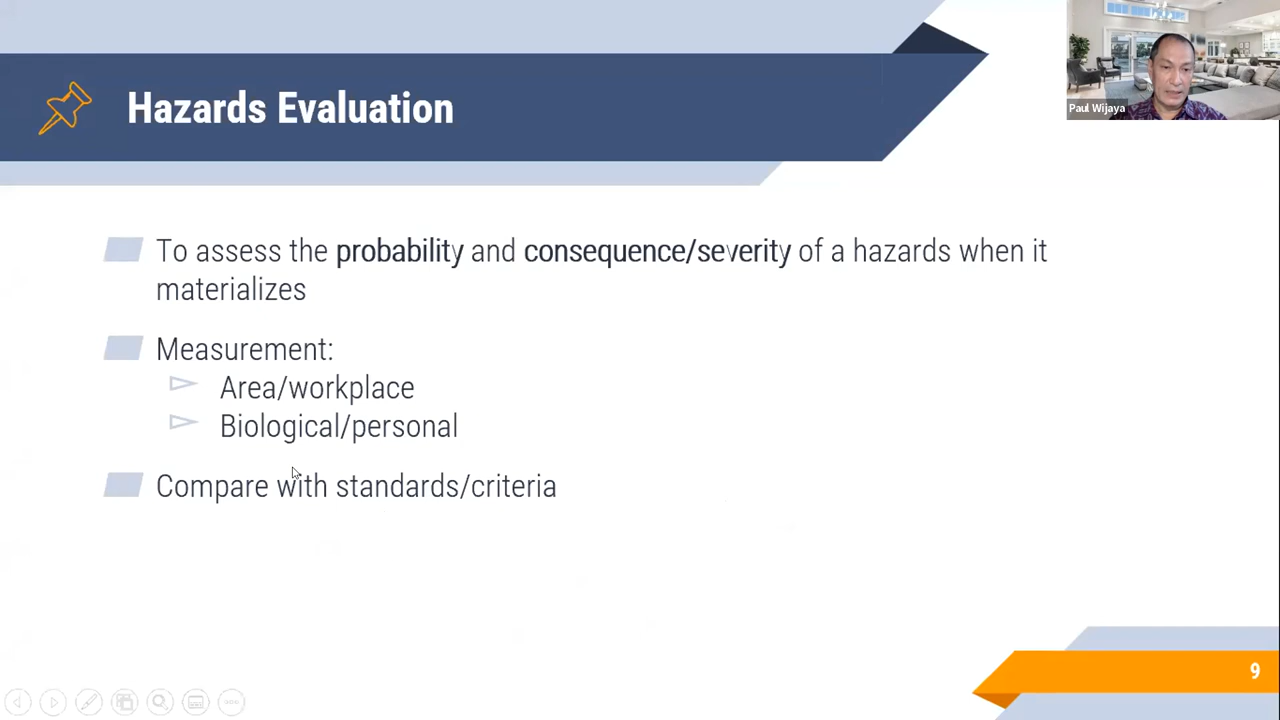 Hazards Evaluation
Paul Wijaya
To assess the probability and consequence/severity of a hazards when it
materializes
Measurement:
Area/workplace
Biological/personal
Compare with standards/criteria
9